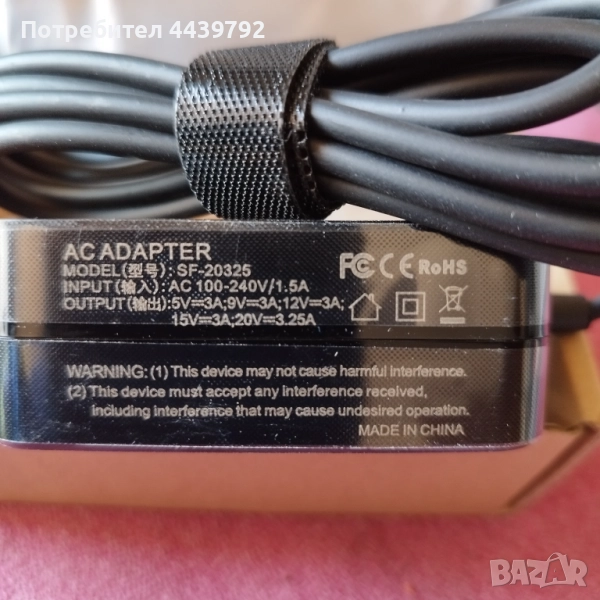 Потребител 4439792
AC ADAPTER
MODEL(型号): SF-20325
INPUT(输入): AC 100-240V/1.5A
OUTPUT(输出): 5V⎓3A;9V⎓3A;12V⎓3A;
15V⎓3A;20V⎓3.25A
FC CE RoHS
WARNING: (1) This device may not cause harmful Interference.
(2) This device must accept any interference received,
including interference that may cause undesired operation.
MADE IN CHINA
BAZAR